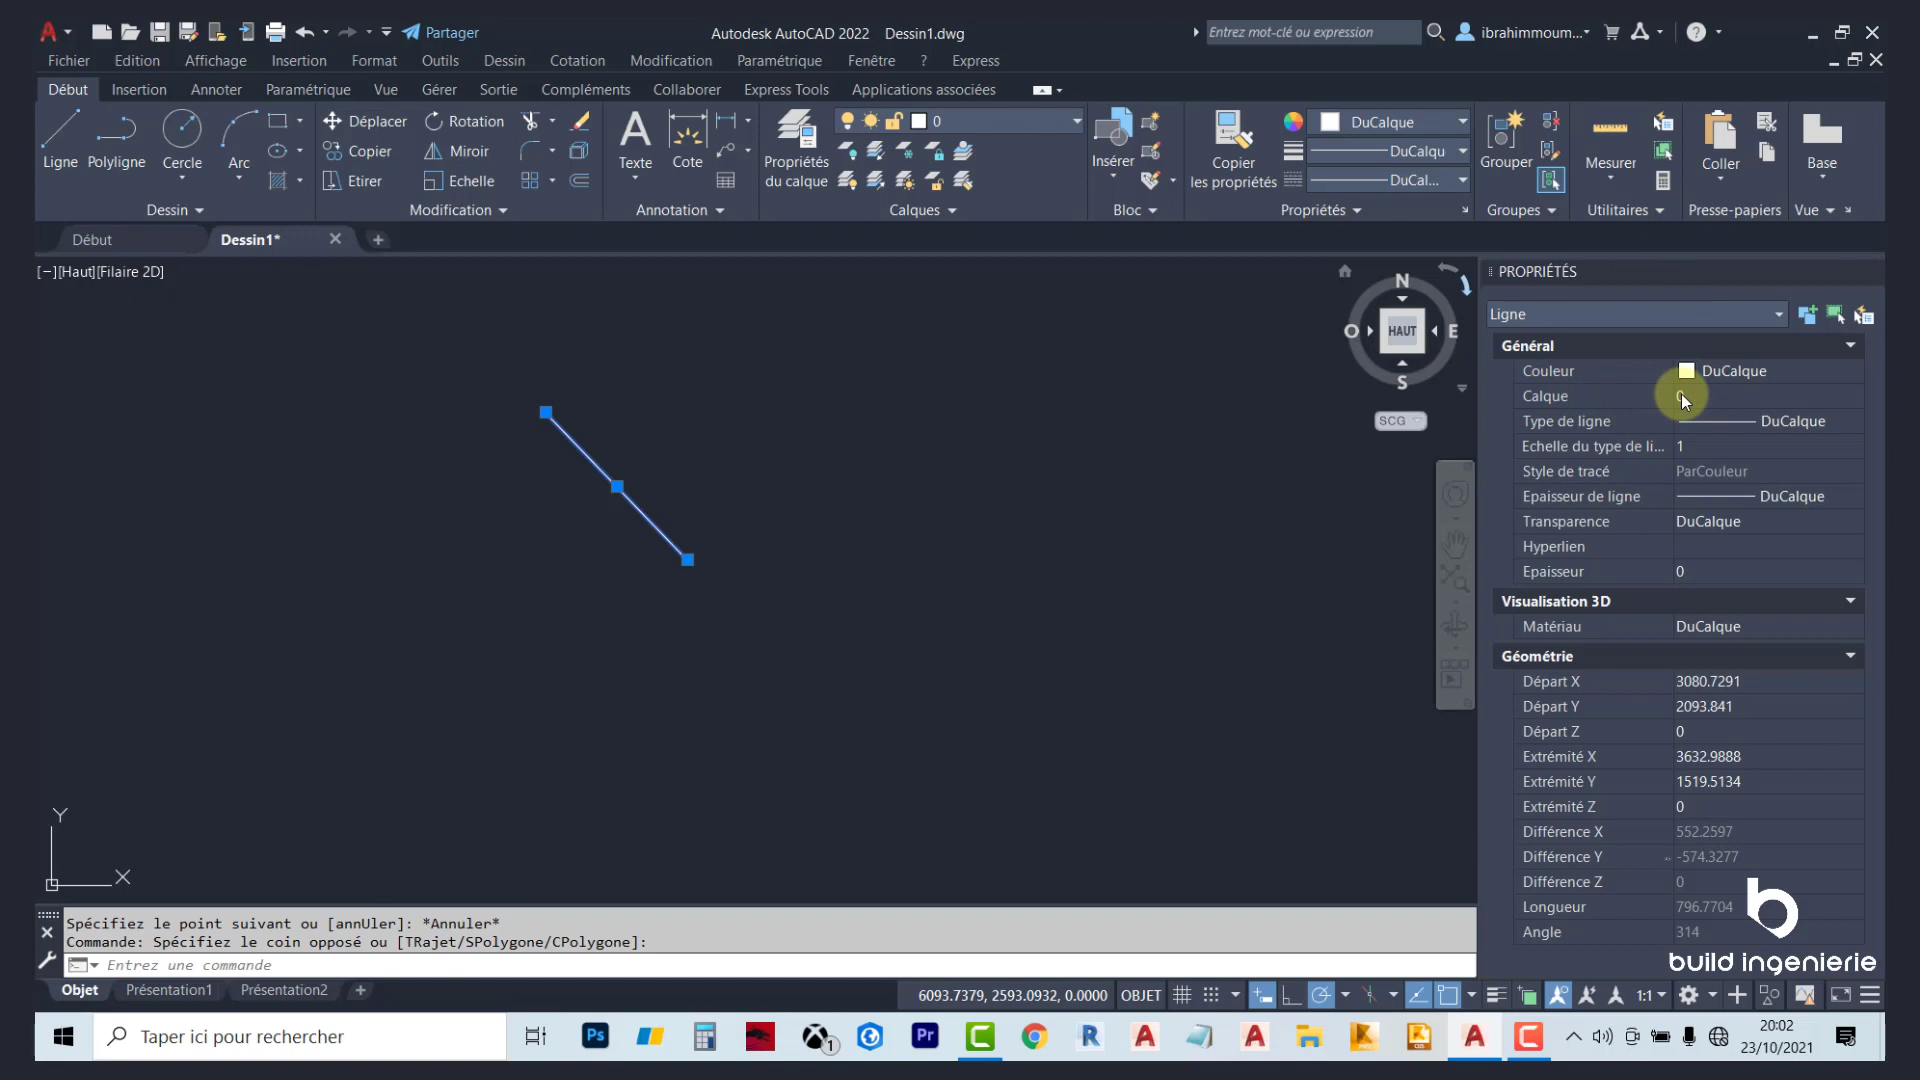 Partager
Autodesk AutoCAD 2022 Dessin1.dwg
Entrez mot-clé ou expression
ibrahimmoum...
Fichier Edition Affichage Insertion Format Outils Dessin Cotation Modification Paramétrique Fenêtre ? Express
Début Insertion Annoter Paramétrique Vue Gérer Sortie Compléments Collaborer Express Tools Applications associées
Ligne Polyligne Cercle Arc
Déplacer Rotation
Copier Miroir
Etirer Echelle
Texte Cote
Propriétés
du calque
0
Insérer
Copier
les propriétés
DuCalque
DuCalqu
DuCal...
Grouper
Mesurer
Coller
Base
Dessin Modification Annotation Calques Bloc Propriétés Groupes Utilitaires Presse-papiers Vue
Début Dessin1*
[−][Haut][Filaire 2D]
N
O HAUT E
S
SCG
PROPRIÉTÉS
Ligne
Général
Couleur DuCalque
Calque 0
Type de ligne DuCalque
Echelle du type de li... 1
Style de tracé ParCouleur
Epaisseur de ligne DuCalque
Transparence DuCalque
Hyperlien
Epaisseur 0
Visualisation 3D
Matériau DuCalque
Géométrie
Départ X 3080.7291
Départ Y 2093.841
Départ Z 0
Extrémité X 3632.9888
Extrémité Y 1519.5134
Extrémité Z 0
Différence X 552.2597
Différence Y -574.3277
Différence Z 0
Longueur 796.7704
Angle 314
build ingenierie
Y
X
Spécifiez le point suivant ou [annUler]: *Annuler*
Commande: Spécifiez le coin opposé ou [TRajet/SPolygone/CPolygone]:
Entrez une commande
Objet Présentation1 Présentation2
6093.7379, 2593.0932, 0.0000 OBJET 1:1
Taper ici pour rechercher
20:02
23/10/2021